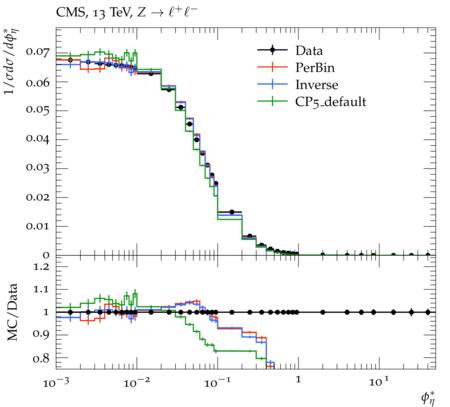 CMS, 13 TeV, Z → ℓ⁺ℓ⁻
1/σdσ/dϕ*η
0.07
0.06
0.05
0.04
0.03
0.02
0.01
0
Data
PerBin
Inverse
CP5_default
MC/Data
1.2
1.1
1
0.9
0.8
10⁻³
10⁻²
10⁻¹
1
10¹
ϕ*η